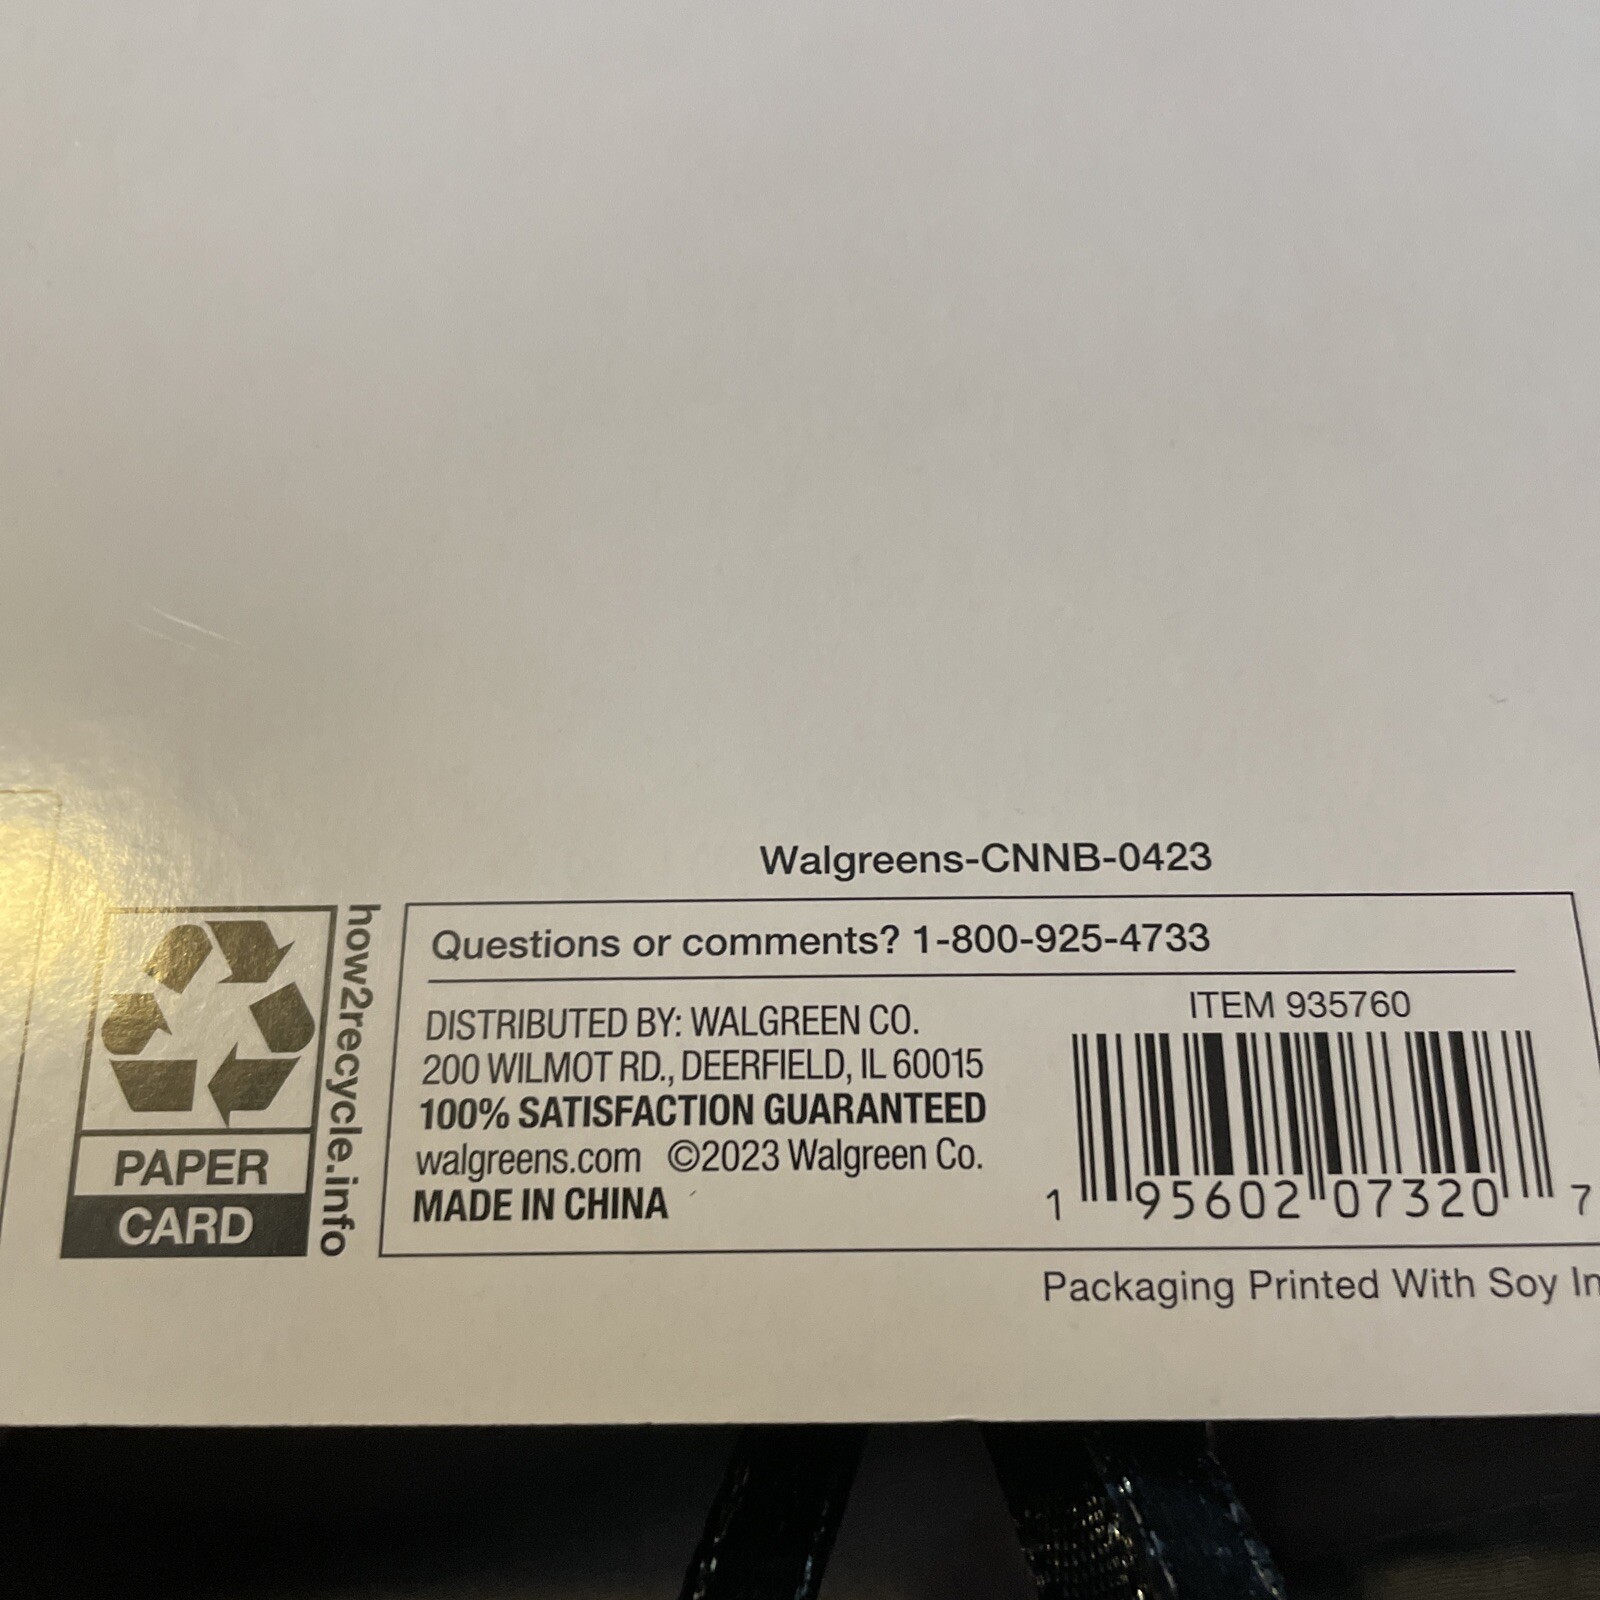 Walgreens-CNNB-0423
how2recycle.info
PAPER
CARD
Questions or comments? 1-800-925-4733
DISTRIBUTED BY: WALGREEN CO.
200 WILMOT RD., DEERFIELD, IL 60015
100% SATISFACTION GUARANTEED
walgreens.com ©2023 Walgreen Co.
MADE IN CHINA
ITEM 935760
1 95602 07320 7
Packaging Printed With Soy In